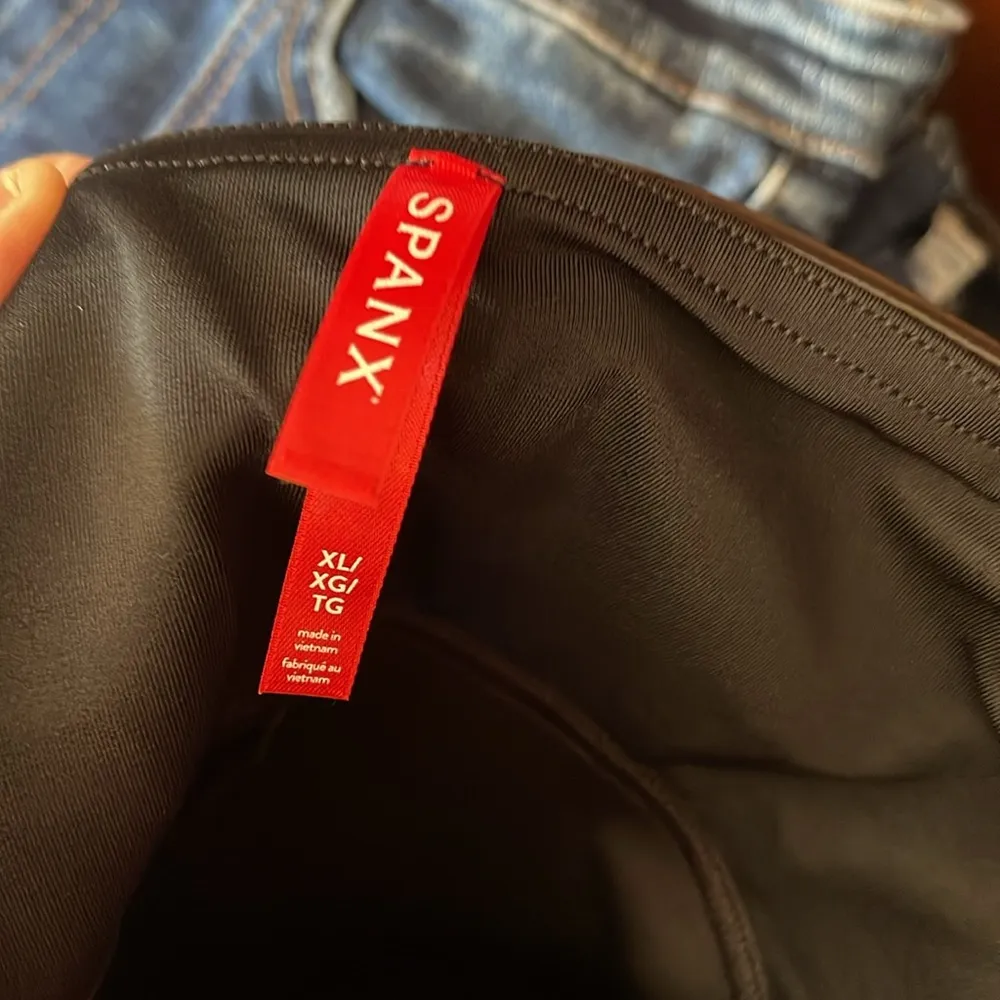 SPANX®
XL/
XG/
TG
made in
vietnam
fabriqué au
vietnam